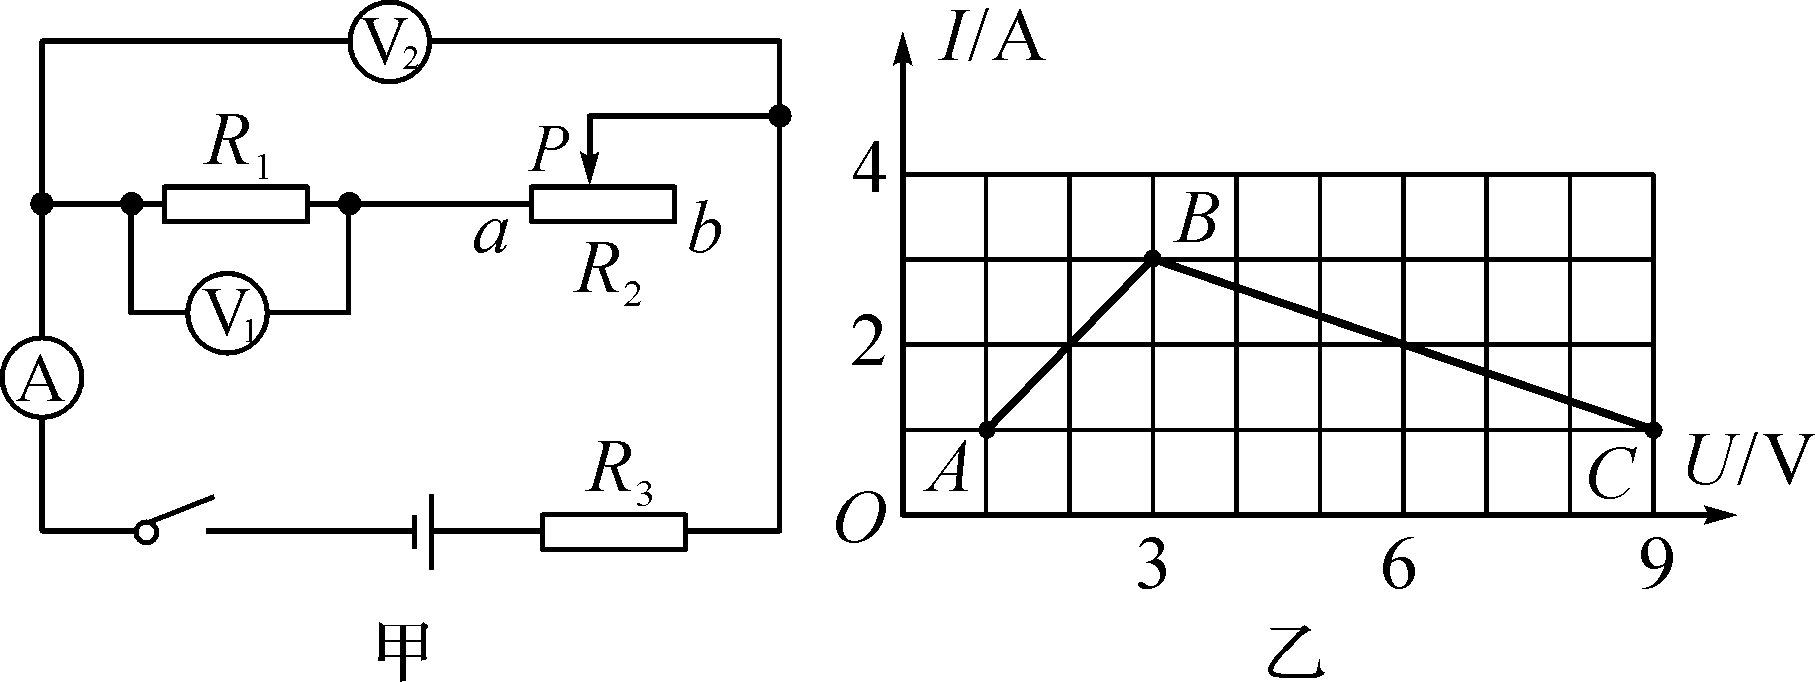 V₂
R₁
P
a
b
R₂
V₁
A
R₃
甲
I/A
4
B
2
A
C
U/V
O
3
6
9
乙